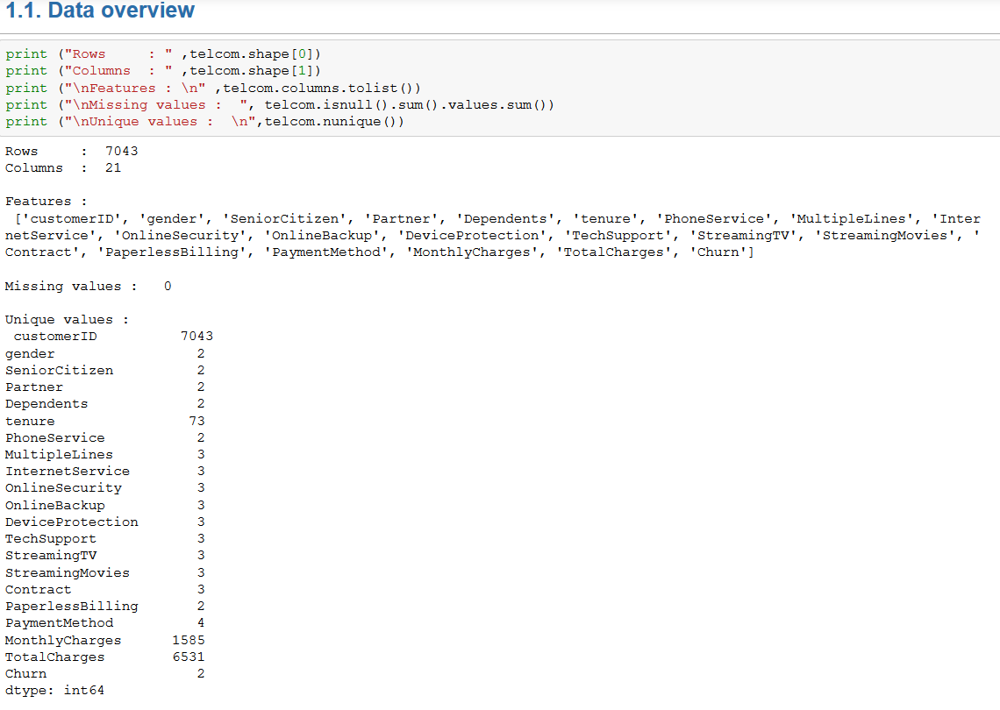 1.1. Data overview
print ("Rows     : " ,telcom.shape[0])
print ("Columns  : " ,telcom.shape[1])
print ("\nFeatures : \n" ,telcom.columns.tolist())
print ("\nMissing values :  ", telcom.isnull().sum().values.sum())
print ("\nUnique values :  \n",telcom.nunique())
Rows     :  7043
Columns  :  21
Features :
 ['customerID', 'gender', 'SeniorCitizen', 'Partner', 'Dependents', 'tenure', 'PhoneService', 'MultipleLines', 'Inter
netService', 'OnlineSecurity', 'OnlineBackup', 'DeviceProtection', 'TechSupport', 'StreamingTV', 'StreamingMovies', '
Contract', 'PaperlessBilling', 'PaymentMethod', 'MonthlyCharges', 'TotalCharges', 'Churn']
Missing values :   0
Unique values :
 customerID          7043
gender                 2
SeniorCitizen          2
Partner                2
Dependents             2
tenure                73
PhoneService           2
MultipleLines          3
InternetService        3
OnlineSecurity         3
OnlineBackup           3
DeviceProtection       3
TechSupport            3
StreamingTV            3
StreamingMovies        3
Contract               3
PaperlessBilling       2
PaymentMethod          4
MonthlyCharges      1585
TotalCharges        6531
Churn                  2
dtype: int64